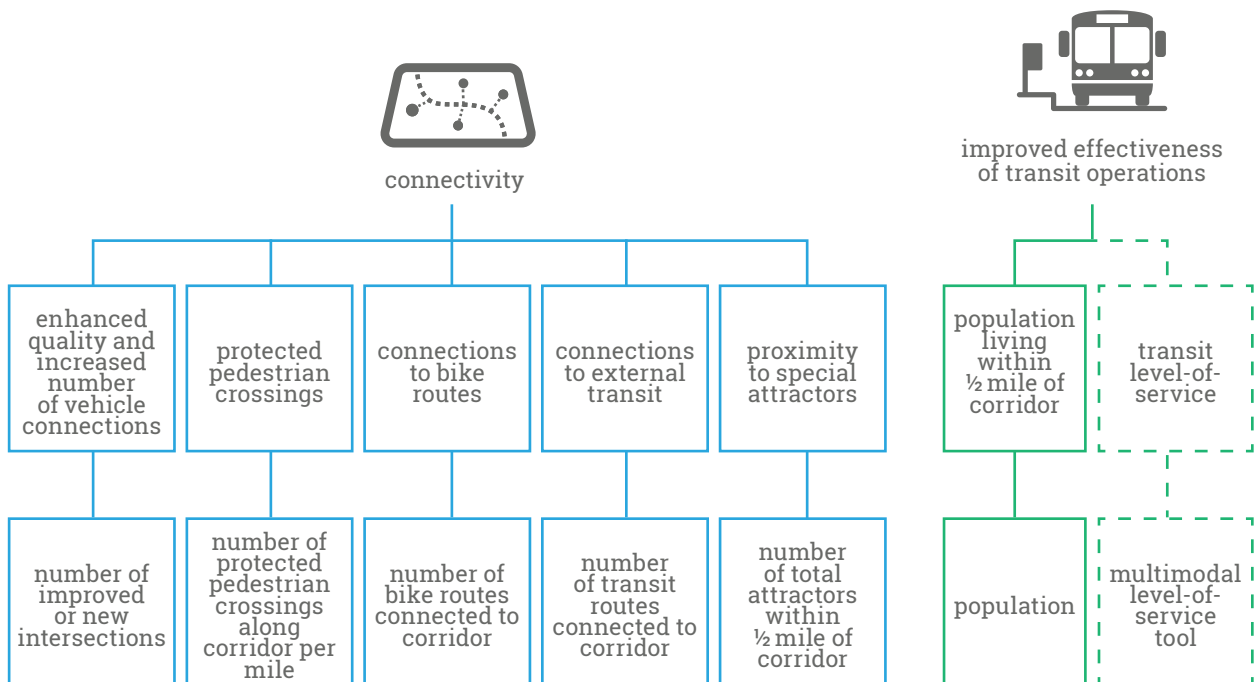 connectivity
improved effectiveness
of transit operations
enhanced
quality and
increased
number
of vehicle
connections
protected
pedestrian
crossings
connections
to bike
routes
connections
to external
transit
proximity
to special
attractors
population
living
within
½ mile of
corridor
transit
level-of-
service
number of
improved
or new
intersections
number of
protected
pedestrian
crossings
along
corridor per
mile
number of
bike routes
connected to
corridor
number
of transit
routes
connected to
corridor
number
of total
attractors
within
½ mile of
corridor
population
multimodal
level-of-
service
tool